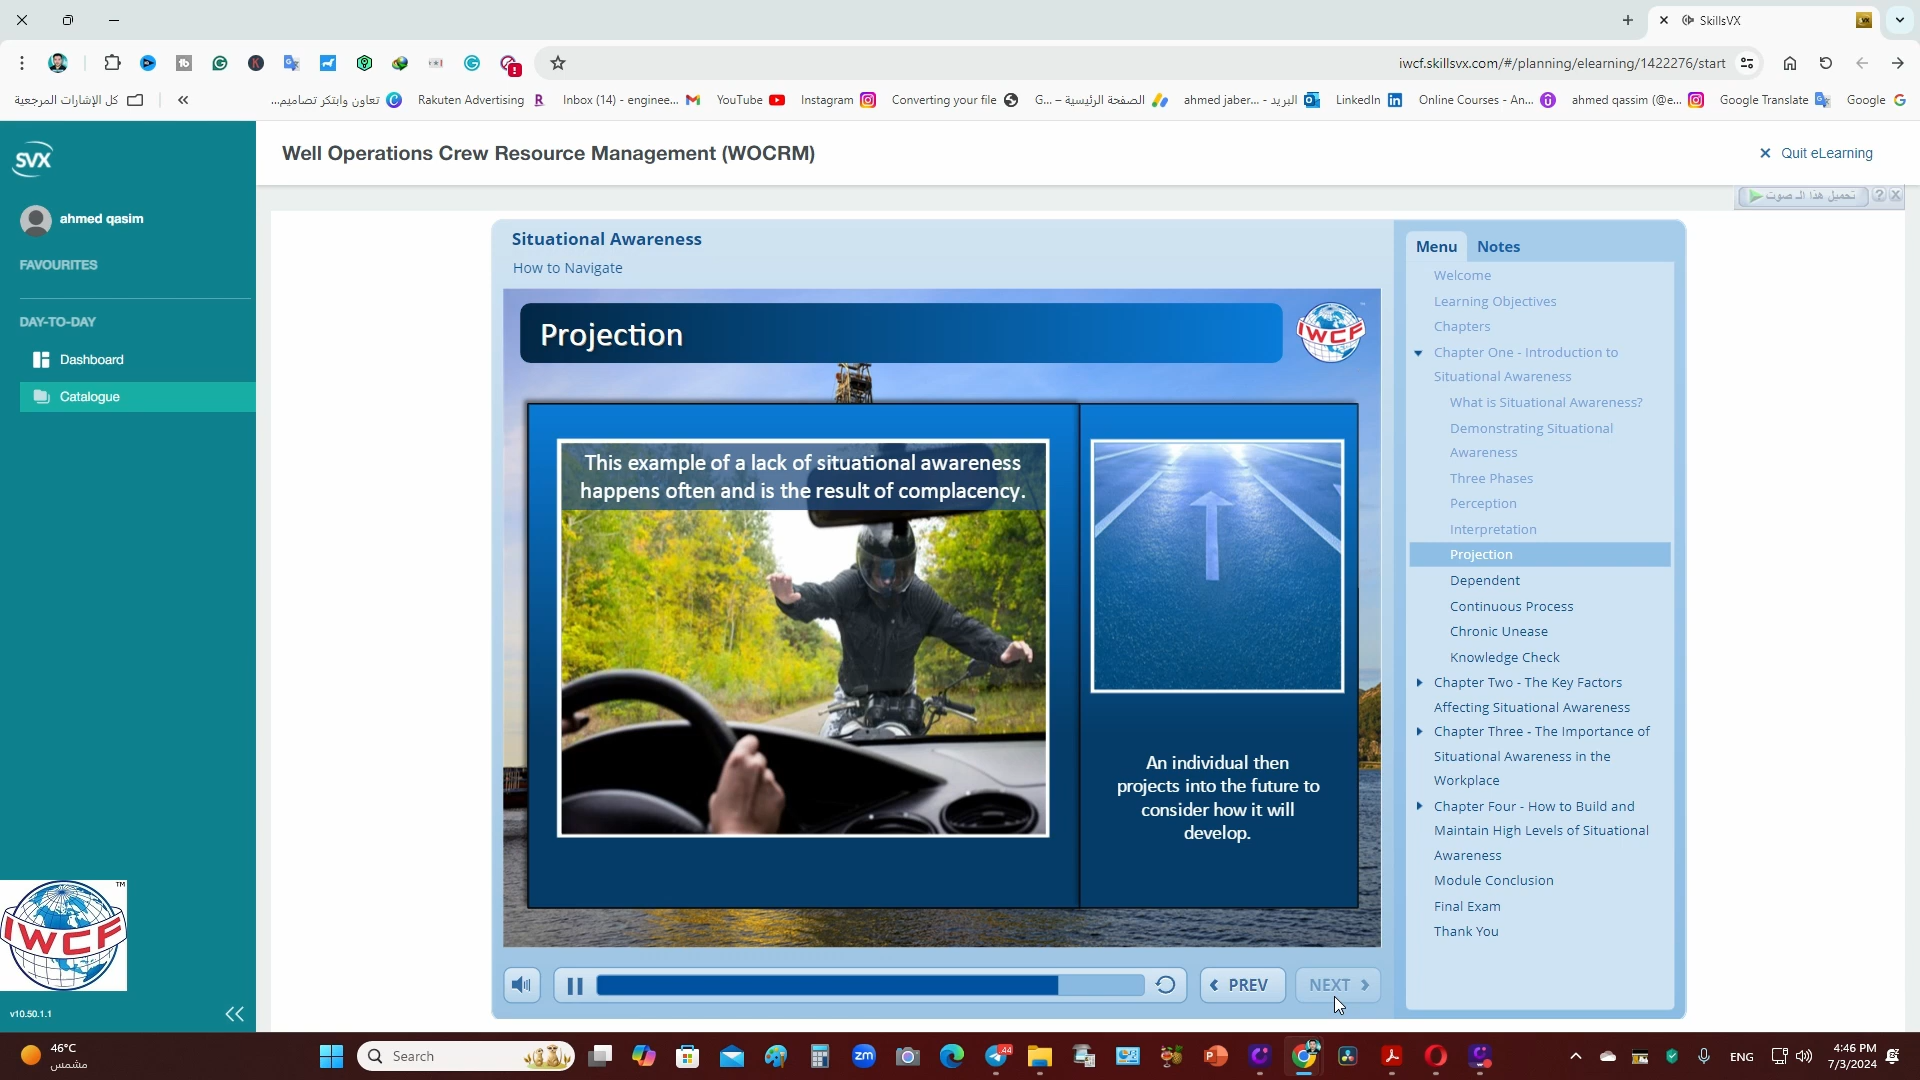 SkillsVX
iwcf.skillsvx.com/#/planning/elearning/1422276/start
كل الإشارات المرجعية
تعاون وابتكر تصاميم...
Rakuten Advertising
Inbox (14) - enginee...
YouTube
Instagram
Converting your file
الصفحة الرئيسية – G...
البريد - ahmed jaber...
LinkedIn
Online Courses - An...
ahmed qassim (@e...
Google Translate
Google
SVX
Well Operations Crew Resource Management (WOCRM)
Quit eLearning
تحميل هذا الـ صوت
ahmed qasim
FAVOURITES
DAY-TO-DAY
Dashboard
Catalogue
Situational Awareness
How to Navigate
Projection
IWCF
This example of a lack of situational awareness
happens often and is the result of complacency.
An individual then
projects into the future to
consider how it will
develop.
PREV
NEXT
Menu
Notes
Welcome
Learning Objectives
Chapters
Chapter One - Introduction to
Situational Awareness
What is Situational Awareness?
Demonstrating Situational
Awareness
Three Phases
Perception
Interpretation
Projection
Dependent
Continuous Process
Chronic Unease
Knowledge Check
Chapter Two - The Key Factors
Affecting Situational Awareness
Chapter Three - The Importance of
Situational Awareness in the
Workplace
Chapter Four - How to Build and
Maintain High Levels of Situational
Awareness
Module Conclusion
Final Exam
Thank You
TM
IWCF
v10.50.1.1
46°C
مشمس
Search
zm
44
ENG
4:46 PM
7/3/2024